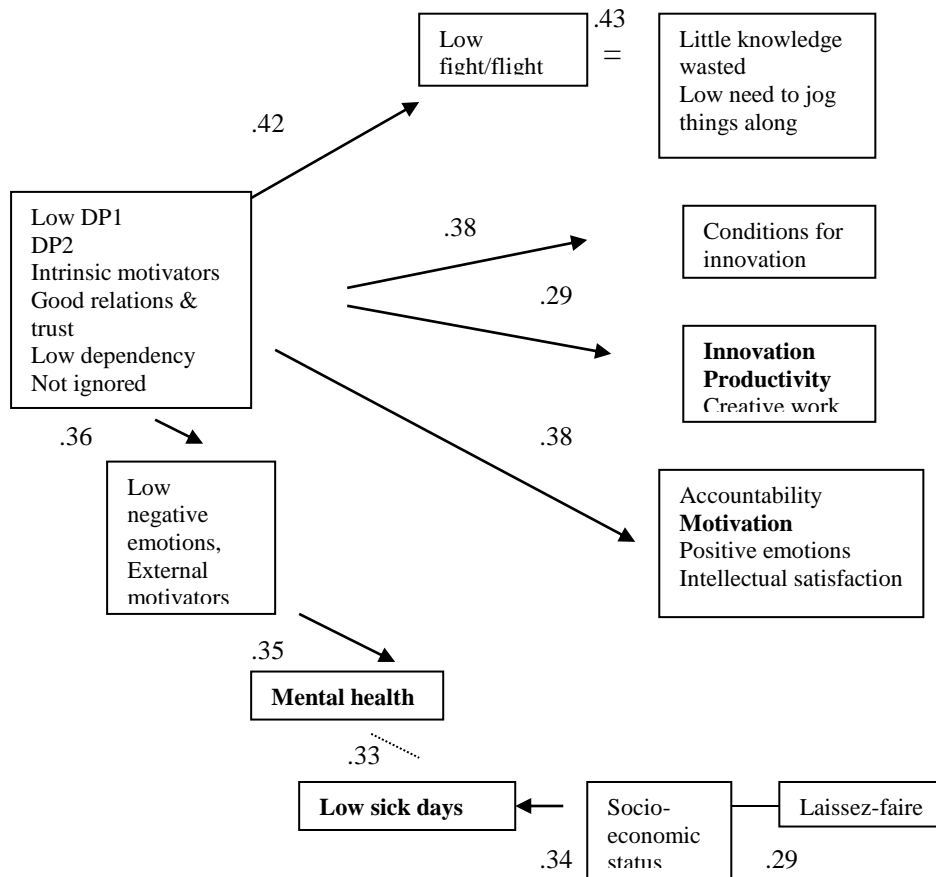 .43
Low
fight/flight
=
Little knowledge
wasted
Low need to jog
things along
.42
Low DP1
DP2
Intrinsic motivators
Good relations &
trust
Low dependency
Not ignored
.38
Conditions for
innovation
.29
Innovation
Productivity
Creative work
.36
.38
Low
negative
emotions,
External
motivators
Accountability
Motivation
Positive emotions
Intellectual satisfaction
.35
Mental health
.33
Low sick days
Socio-
economic
status
Laissez-faire
.34
.29